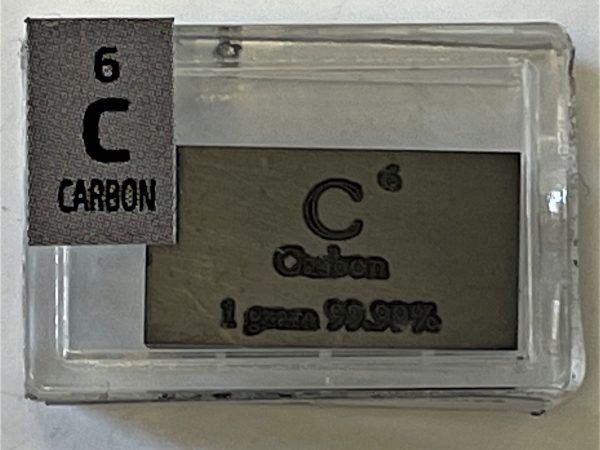 6
C
CARBON
C 6
Carbon
1 gram 99.99%